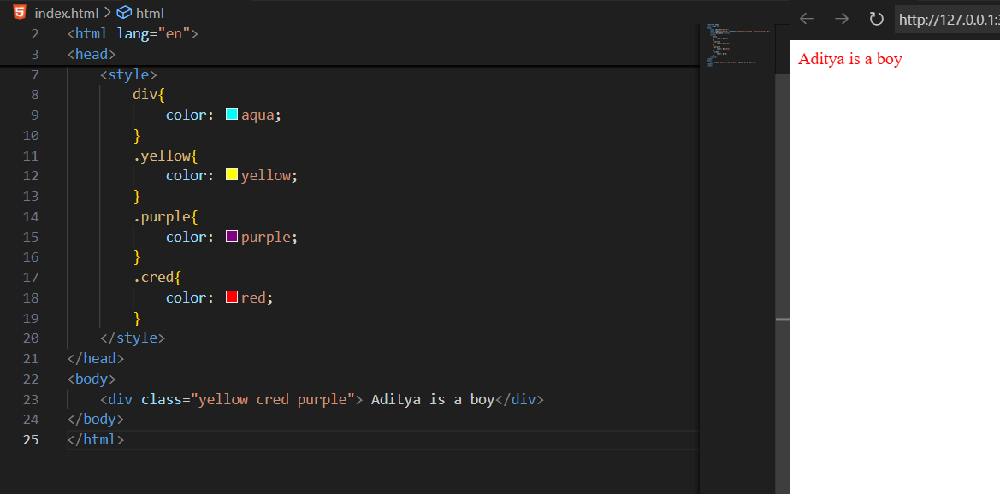 index.html > html
2 <html lang="en">
3 <head>
7 <style>
8 div{
9 color: aqua;
10 }
11 .yellow{
12 color: yellow;
13 }
14 .purple{
15 color: purple;
16 }
17 .cred{
18 color: red;
19 }
20 </style>
21 </head>
22 <body>
23 <div class="yellow cred purple"> Aditya is a boy</div>
24 </body>
25 </html>
http://127.0.0.1:
Aditya is a boy